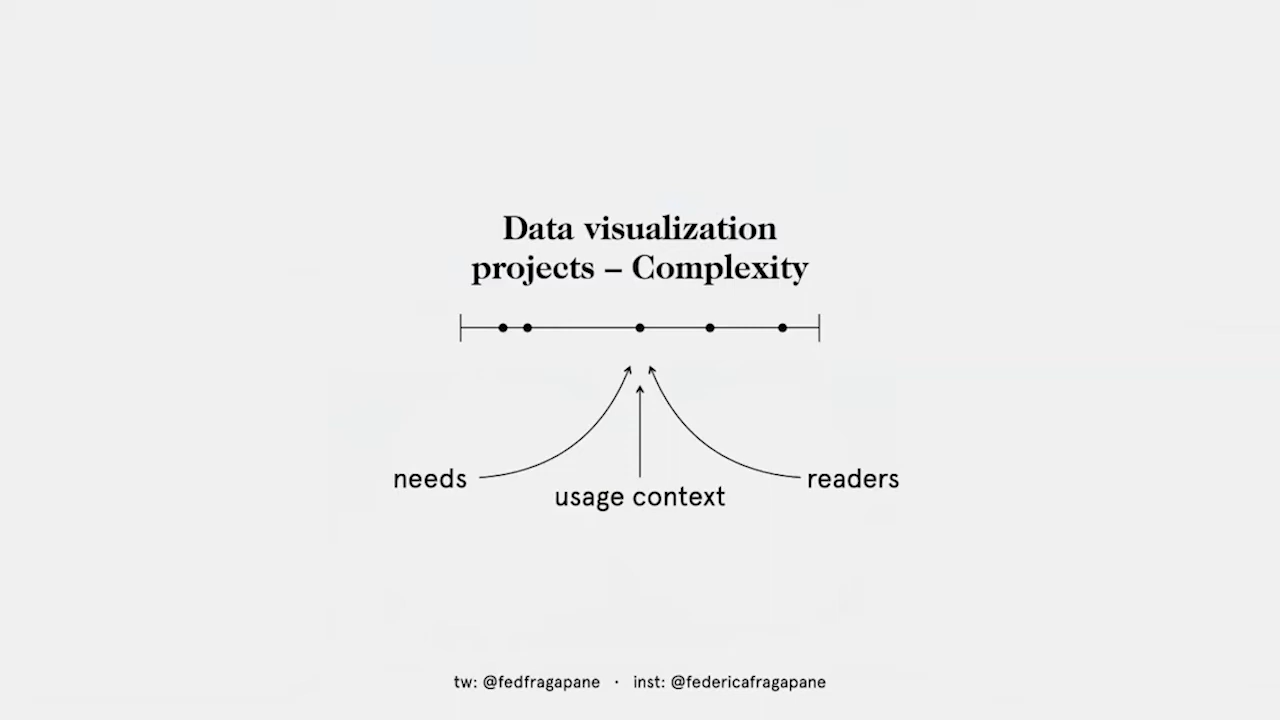 Data visualization
projects – Complexity
needs
usage context
readers
tw: @fedfragapane · inst: @federicafragapane